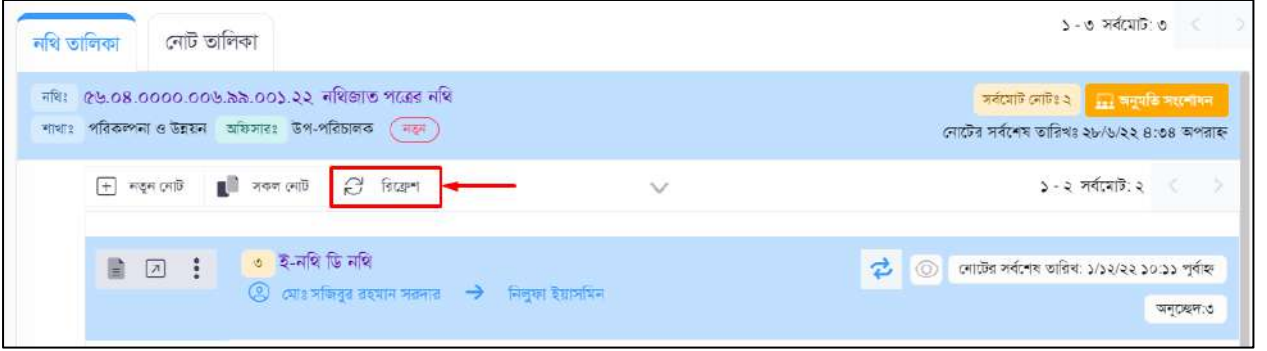 নথি তালিকা নোট তালিকা ১ - ৩ সর্বমোট: ৩
নথিঃ ৫৬.০৪.০০০০.০০৬.৯৯.০০১.২২ নথিজাত পত্রের নথি সর্বমোট নোটঃ ২ অনুমতি সংশোধন
শাখাঃ পরিকল্পনা ও উন্নয়ন অফিসারঃ উপ-পরিচালক নতুন নোটের সর্বশেষ তারিখঃ ২৮/৬/২২ ৪:৩৪ অপরাহ্ন
নতুন নোট সকল নোট রিফ্রেশ ১ - ২ সর্বমোট: ২
৩ ই-নথি ডি নথি নোটের সর্বশেষ তারিখ: ১/১২/২২ ১০:১১ পূর্বাহ্ন
মোঃ সজিবুর রহমান সরদার নিলুফা ইয়াসমিন
অনুচ্ছেদ:৩